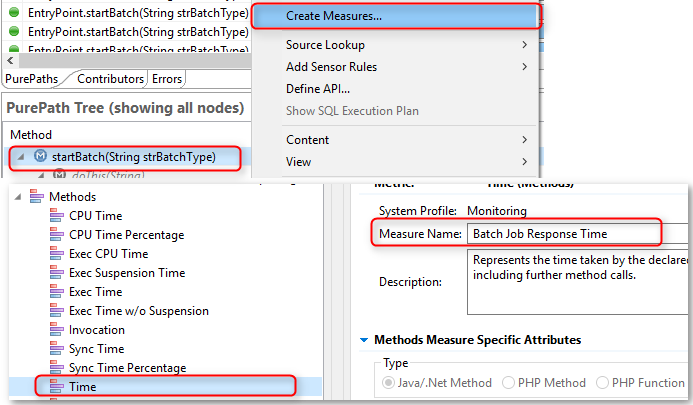 EntryPoint.startBatch(String strBatchType)
EntryPoint.startBatch(String strBatchType)
EntryPoint.startBatch(String strBatchType)
PurePaths Contributors Errors
PurePath Tree (showing all nodes)
Method
startBatch(String strBatchType)
doThis(String)
Create Measures...
Source Lookup
Add Sensor Rules
Define API...
Show SQL Execution Plan
Content
View
Methods
CPU Time
CPU Time Percentage
Exec CPU Time
Exec Suspension Time
Exec Time
Exec Time w/o Suspension
Invocation
Sync Time
Sync Time Percentage
Time
Metric: Time (Methods)
System Profile: Monitoring
Measure Name: Batch Job Response Time
Description: Represents the time taken by the declared
including further method calls.
Methods Measure Specific Attributes
Type
Java/.Net Method PHP Method PHP Function